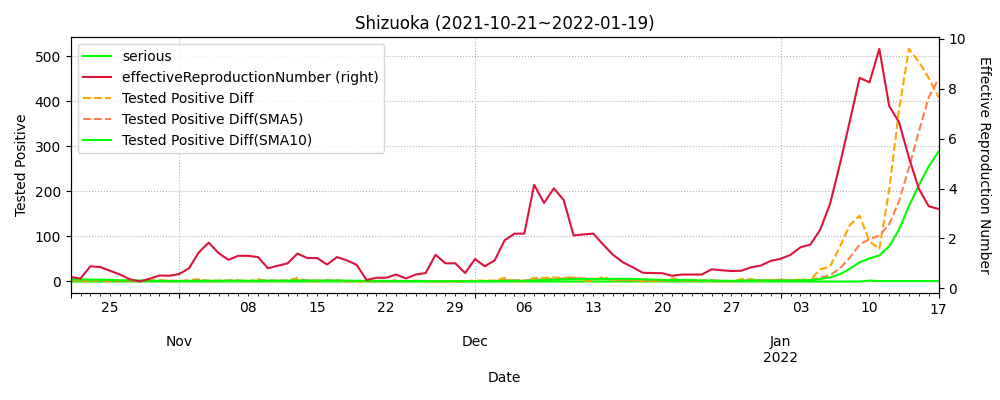 Shizuoka (2021-10-21~2022-01-19)
serious
effectiveReproductionNumber (right)
Tested Positive Diff
Tested Positive Diff(SMA5)
Tested Positive Diff(SMA10)
Tested Positive
500
400
300
200
100
0
Effective Reproduction Number
10
8
6
4
2
0
25 08 15 22 29 06 13 20 27 03 10 17
Nov Dec Jan
2022
Date